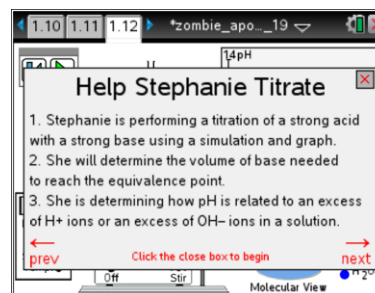 1.10 1.11 1.12 *zombie_apo..._19
14pH
Help Stephanie Titrate
1. Stephanie is performing a titration of a strong acid
with a strong base using a simulation and graph.
2. She will determine the volume of base needed
to reach the equivalence point.
3. She is determining how pH is related to an excess
of H+ ions or an excess of OH– ions in a solution.
prev Click the close box to begin next
Off Stir
Molecular View